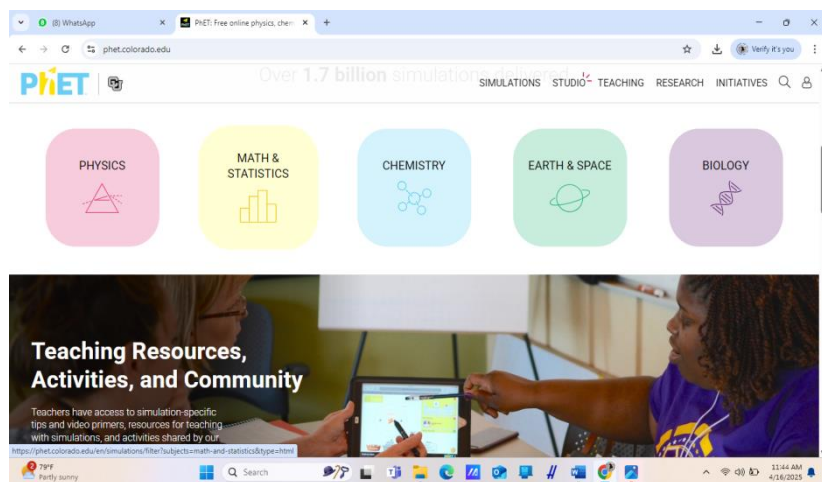 (8) WhatsApp
PhET: Free online physics, chem
phet.colorado.edu
Verify it's you
PhET
Over 1.7 billion simulations delivered
SIMULATIONS STUDIO TEACHING RESEARCH INITIATIVES
PHYSICS
MATH &
STATISTICS
CHEMISTRY
EARTH & SPACE
BIOLOGY
Teaching Resources,
Activities, and Community
Teachers have access to simulation-specific
tips and video primers, resources for teaching
with simulations, and activities shared by our
https://phet.colorado.edu/en/simulations/filter?subjects=math-and-statistics&type=html
79°F
Partly sunny
Search
11:44 AM
4/16/2025